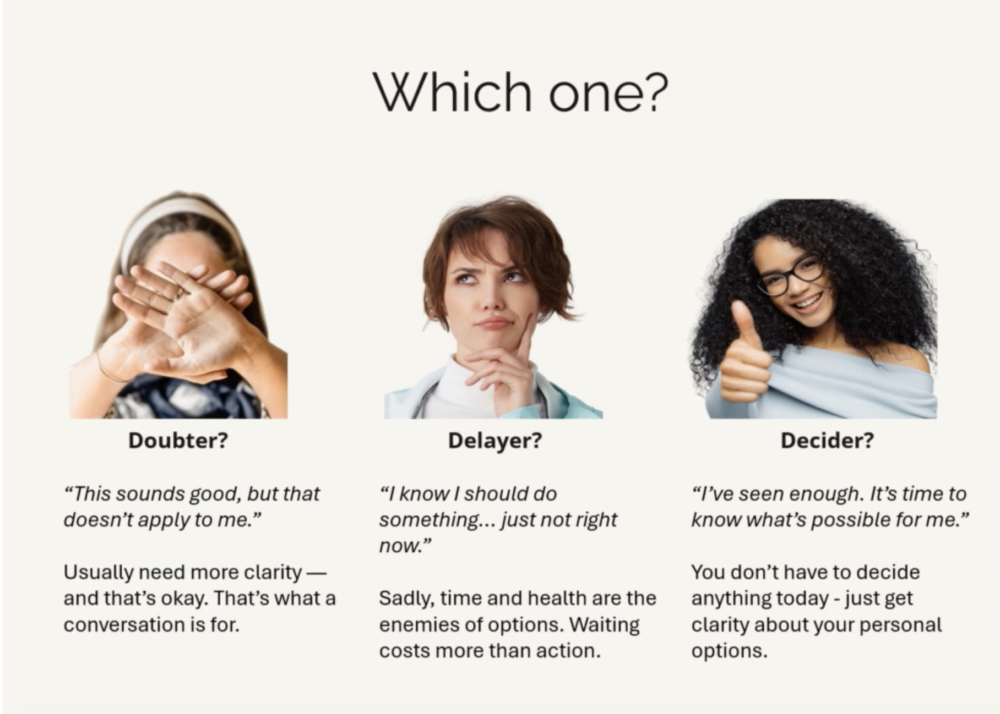 Which one?
Doubter?
“This sounds good, but that
doesn’t apply to me.”
Usually need more clarity —
and that’s okay. That’s what a
conversation is for.
Delayer?
“I know I should do
something... just not right
now.”
Sadly, time and health are the
enemies of options. Waiting
costs more than action.
Decider?
“I’ve seen enough. It’s time to
know what’s possible for me.”
You don’t have to decide
anything today - just get
clarity about your personal
options.